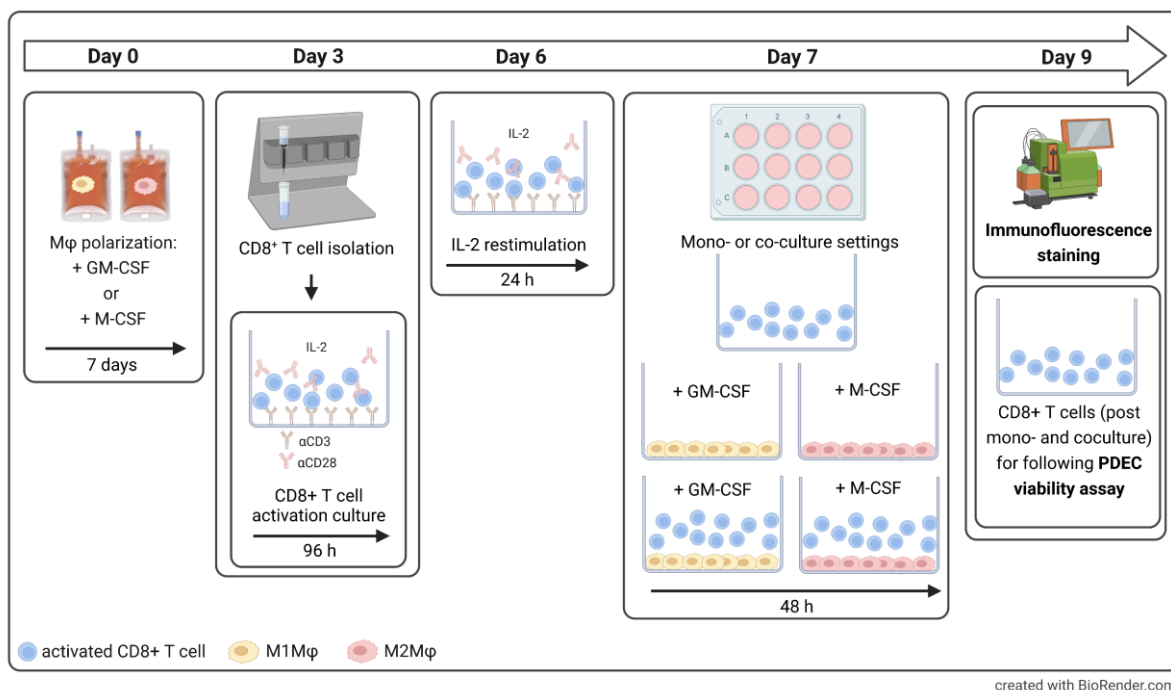 Day 0
Day 3
Day 6
Day 7
Day 9
Mφ polarization:
+ GM-CSF
or
+ M-CSF
7 days
CD8⁺ T cell isolation
IL-2
αCD3
αCD28
CD8+ T cell
activation culture
96 h
IL-2
IL-2 restimulation
24 h
1 2 3 4
A
B
C
Mono- or co-culture settings
+ GM-CSF
+ M-CSF
+ GM-CSF
+ M-CSF
48 h
Immunofluorescence
staining
CD8+ T cells (post
mono- and coculture)
for following PDEC
viability assay
activated CD8+ T cell
M1Mφ
M2Mφ
created with BioRender.com